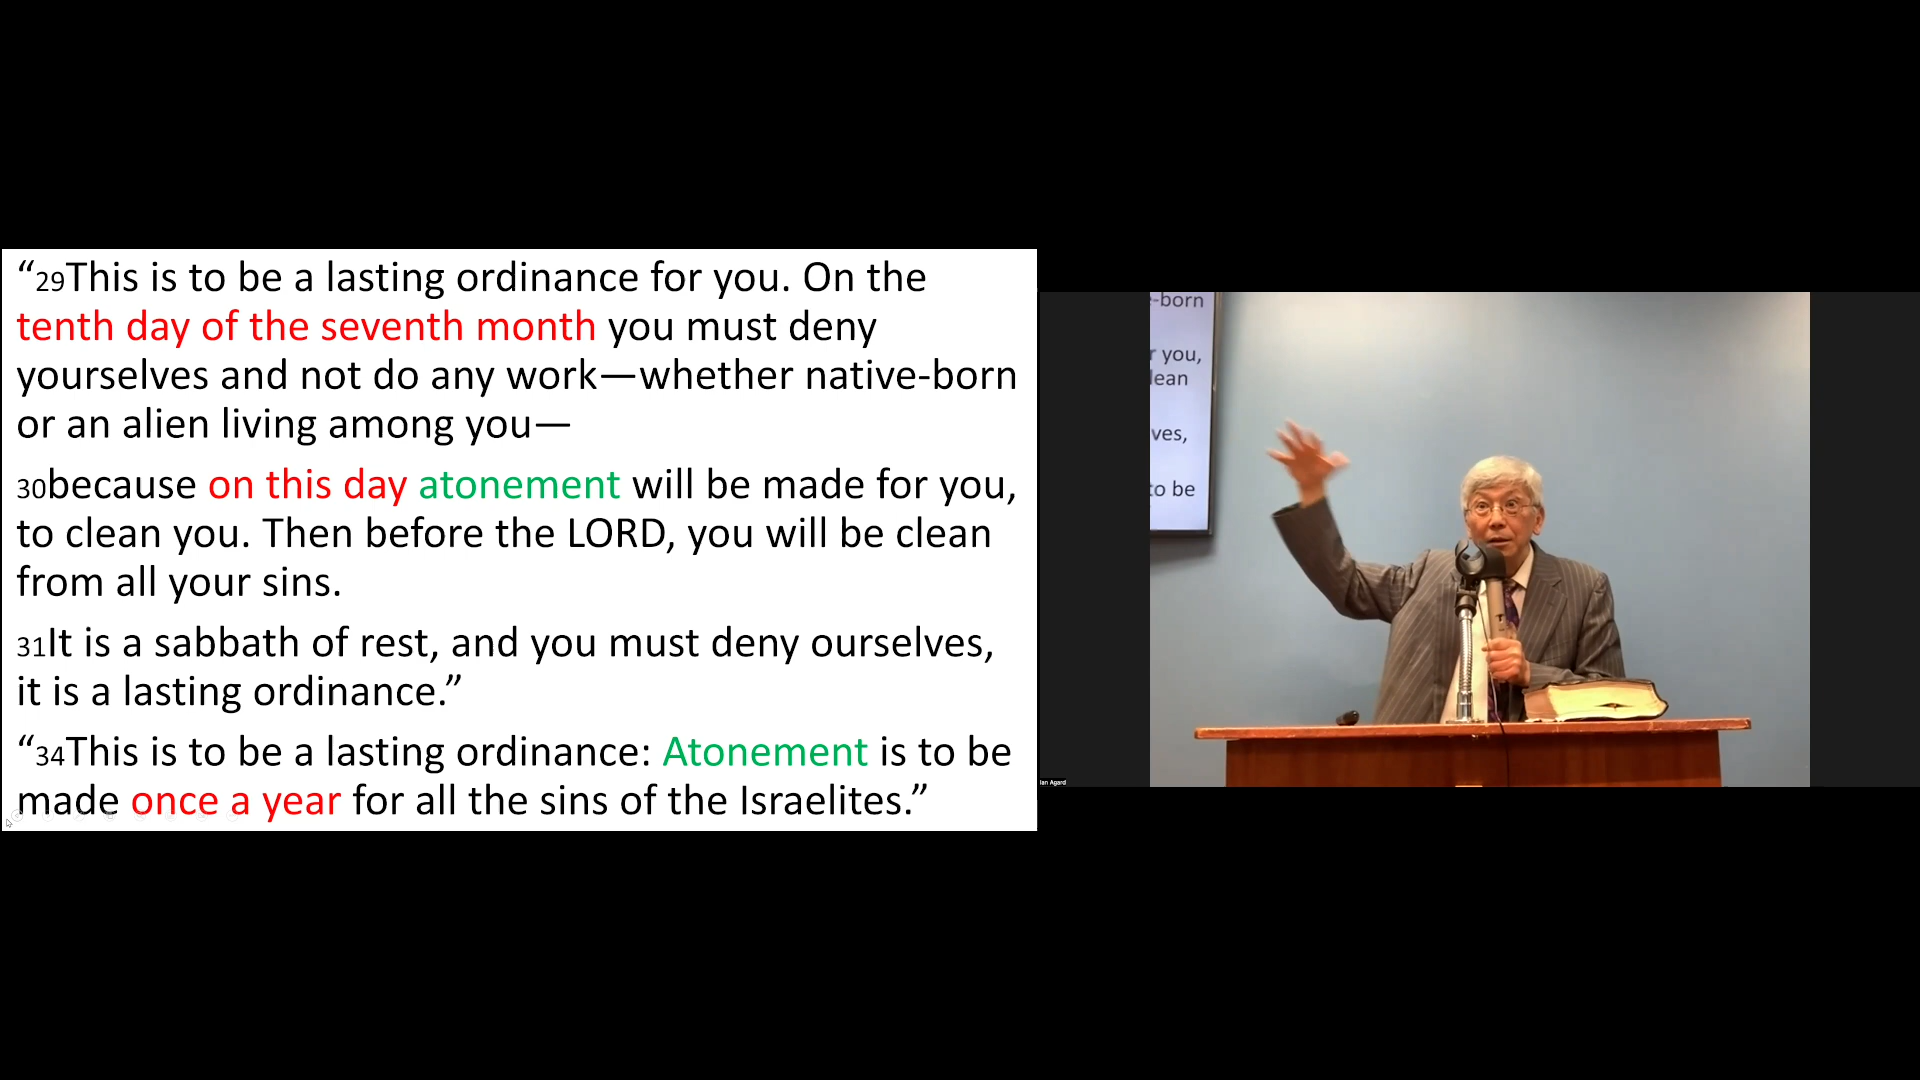 “29This is to be a lasting ordinance for you. On the
tenth day of the seventh month you must deny
yourselves and not do any work—whether native-born
or an alien living among you—
30because on this day atonement will be made for you,
to clean you. Then before the LORD, you will be clean
from all your sins.
31It is a sabbath of rest, and you must deny ourselves,
it is a lasting ordinance.”
“34This is to be a lasting ordinance: Atonement is to be
made once a year for all the sins of the Israelites.”
-born
r you,
lean
ves,
to be
Ian Agard